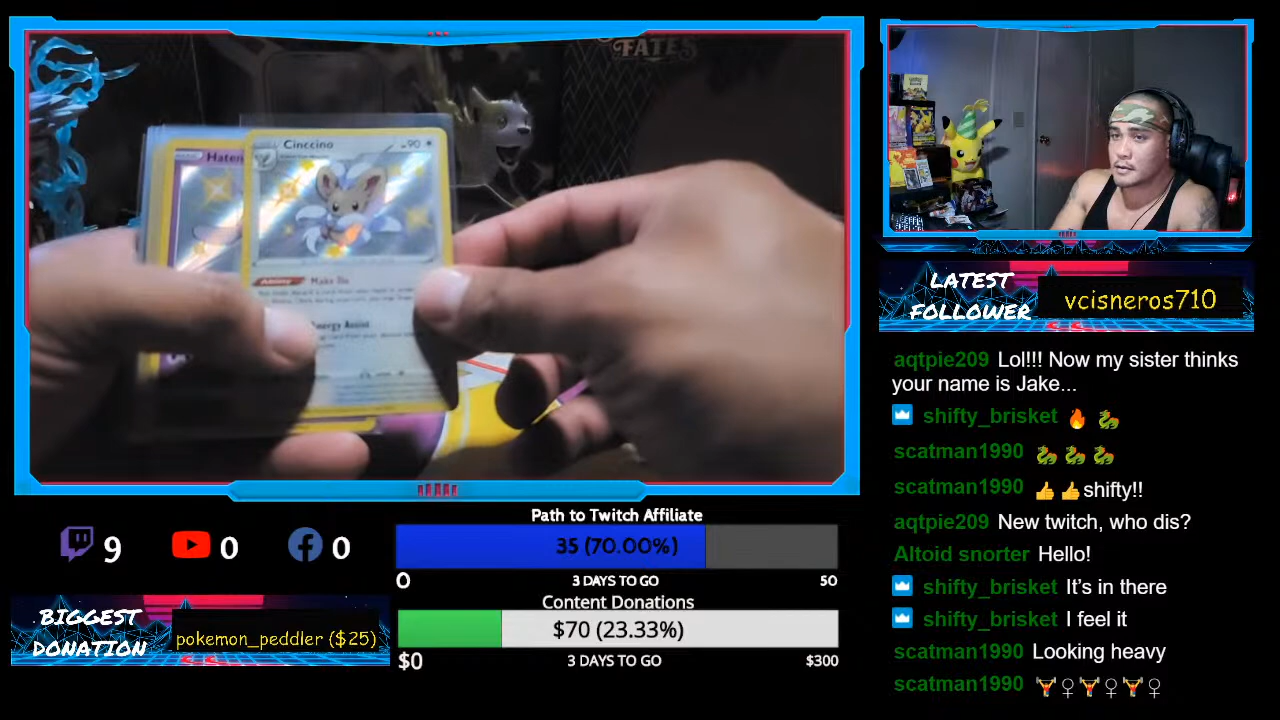 FATES
Cinccino
90
Haten
Ability Make Do
Energy Assist
LATEST
FOLLOWER
vcisneros710
aqtpie209 Lol!!! Now my sister thinks
your name is Jake...
shifty_brisket 🔥 🐉
scatman1990 🐉 🐉 🐉
scatman1990 👍 👍shifty!!
aqtpie209 New twitch, who dis?
Altoid snorter Hello!
shifty_brisket It's in there
shifty_brisket I feel it
scatman1990 Looking heavy
scatman1990 🏋♀🏋♀🏋♀
9
0
0
Path to Twitch Affiliate
35 (70.00%)
0 3 DAYS TO GO 50
Content Donations
$70 (23.33%)
$0 3 DAYS TO GO $300
BIGGEST
DONATION
pokemon_peddler ($25)